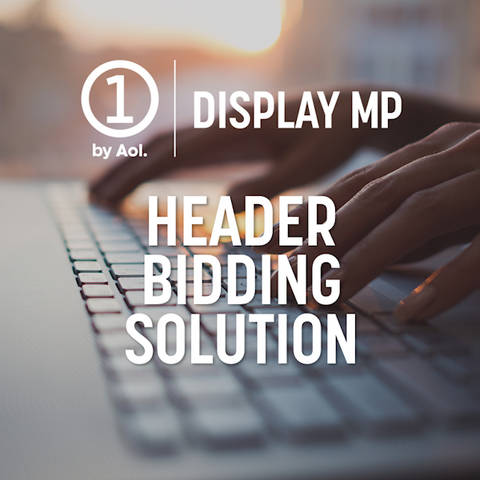 1
by Aol.
DISPLAY MP
HEADER
BIDDING
SOLUTION